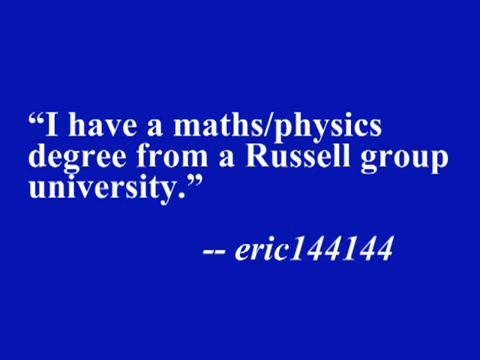 “I have a maths/physics
degree from a Russell group
university.”
-- eric144144